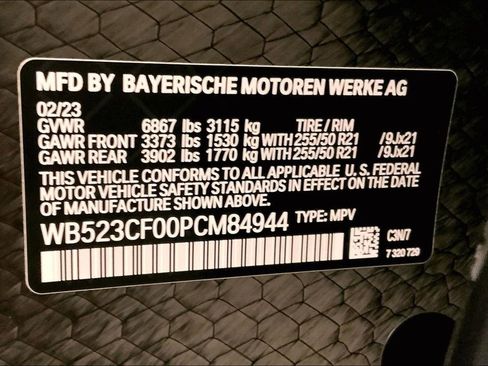 MFD BY BAYERISCHE MOTOREN WERKE AG
02/23
GVWR 6867 lbs 3115 kg TIRE / RIM
GAWR FRONT 3373 lbs 1530 kg WITH 255/50 R21 /9Jx21
GAWR REAR 3902 lbs 1770 kg WITH 255/50 R21 /9Jx21
THIS VEHICLE CONFORMS TO ALL APPLICABLE U. S. FEDERAL
MOTOR VEHICLE SAFETY STANDARDS IN EFFECT ON THE DATE
OF MANUFACTURE SHOWN ABOVE.
WB523CF00PCM84944 TYPE: MPV
C3N/7
7 320 729